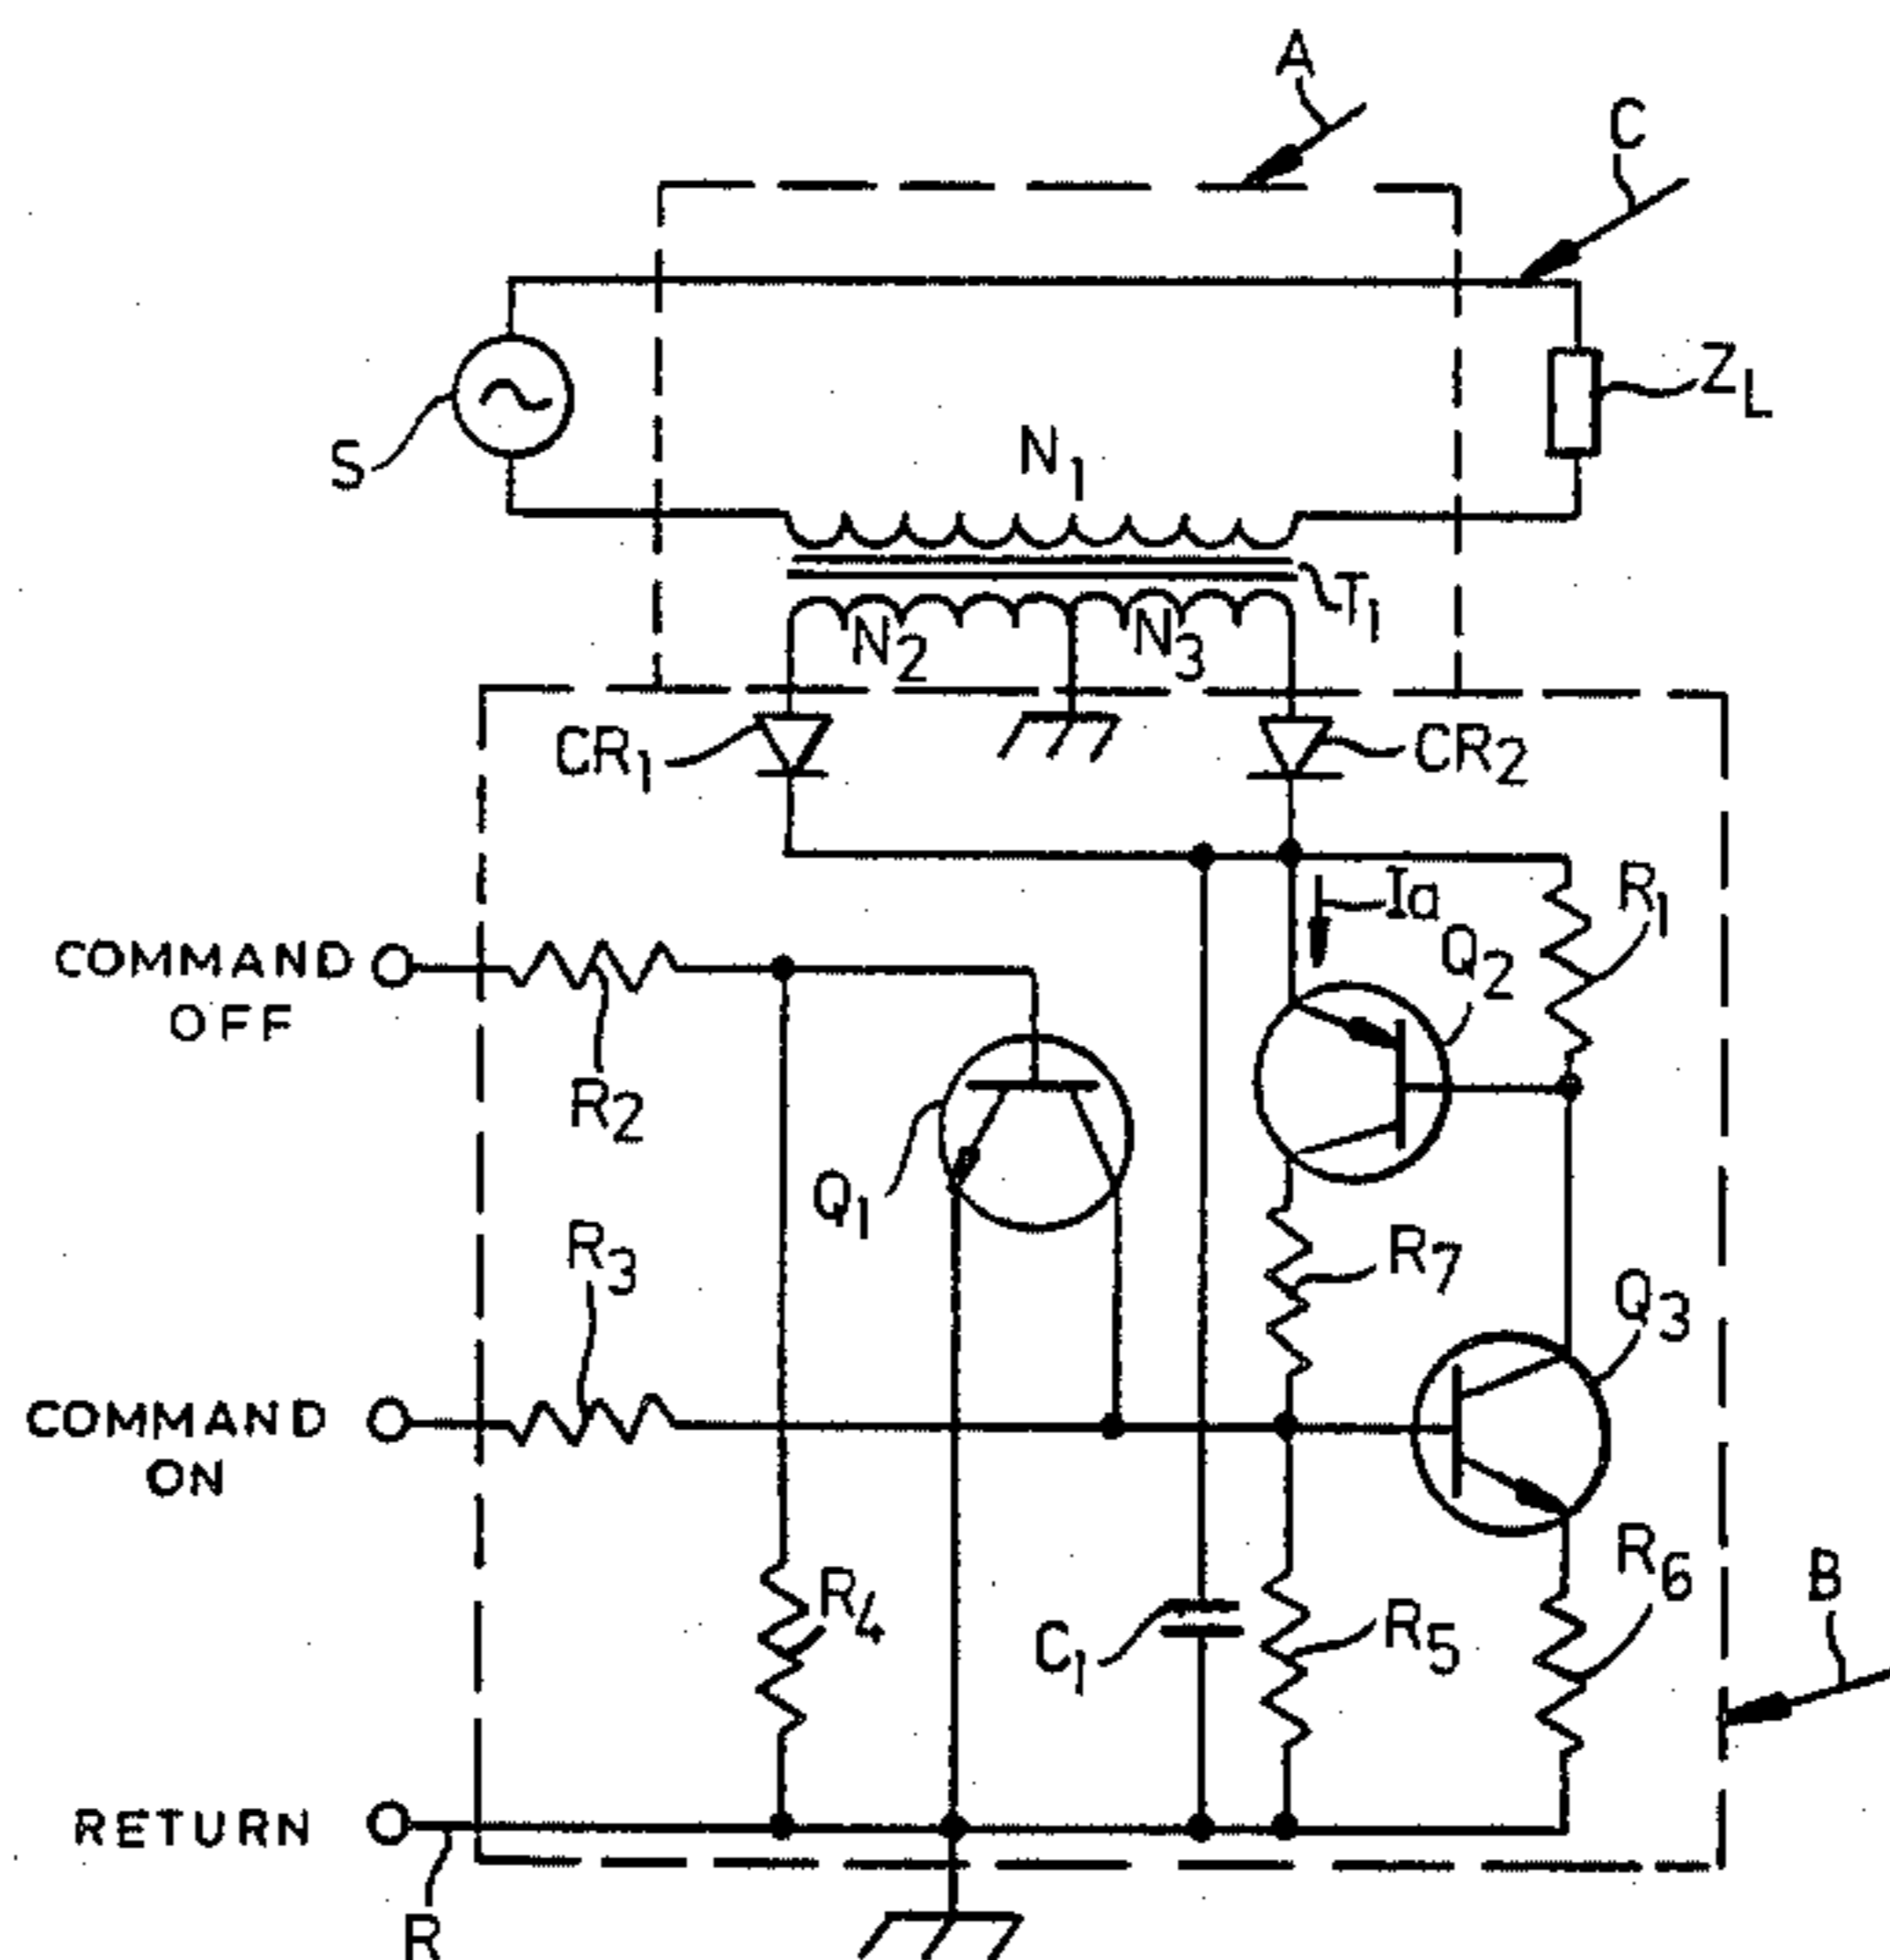 A
C
S
N1
ZL
T1
N2
N3
CR1
CR2
Ia
R1
Q2
COMMAND
OFF
R2
Q1
R3
R7
Q3
COMMAND
ON
R4
C1
R5
R6
B
RETURN
R